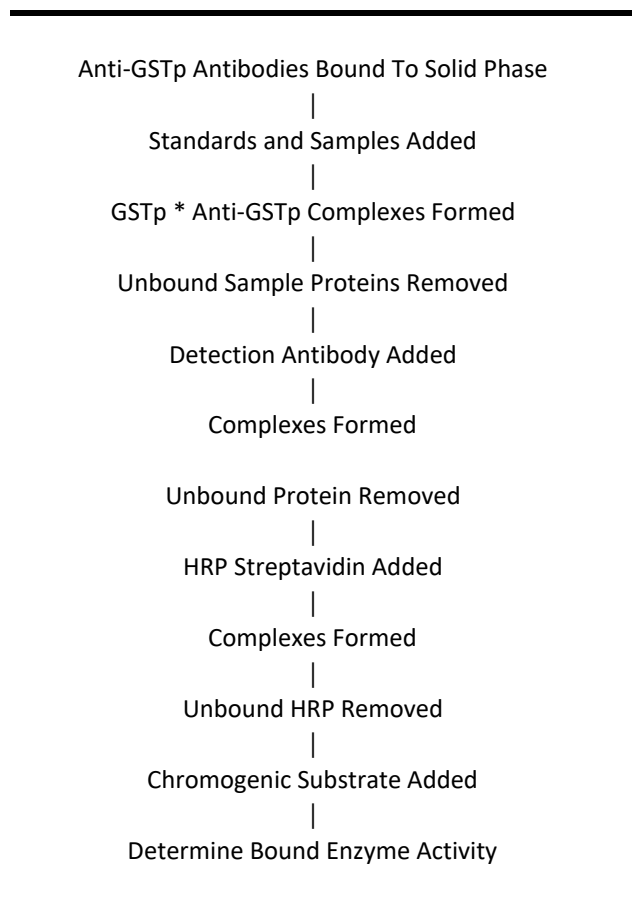 Anti-GSTp Antibodies Bound To Solid Phase
|
Standards and Samples Added
|
GSTp * Anti-GSTp Complexes Formed
|
Unbound Sample Proteins Removed
|
Detection Antibody Added
|
Complexes Formed
Unbound Protein Removed
|
HRP Streptavidin Added
|
Complexes Formed
|
Unbound HRP Removed
|
Chromogenic Substrate Added
|
Determine Bound Enzyme Activity